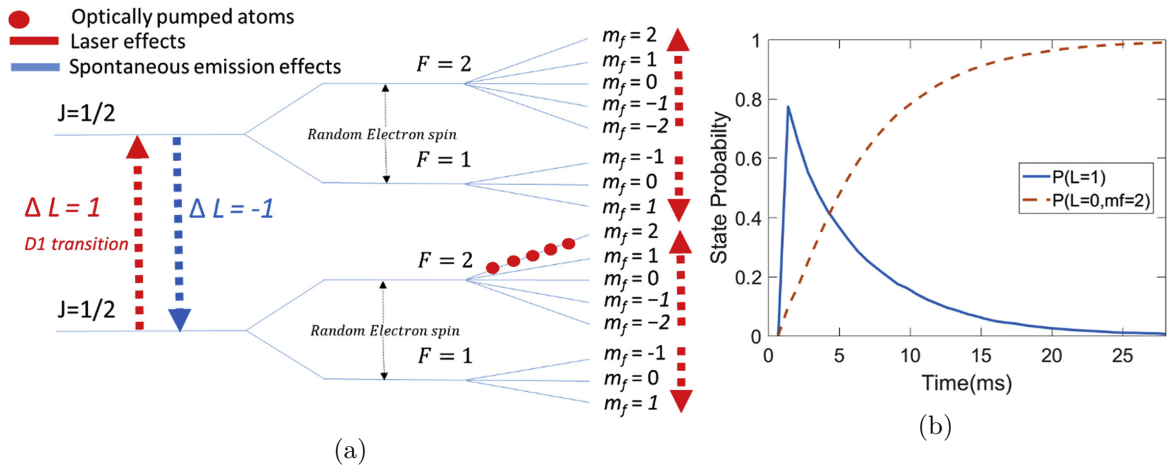 Optically pumped atoms
Laser effects
Spontaneous emission effects
J=1/2
Δ L = 1
D1 transition
Δ L = -1
J=1/2
F = 2
Random Electron spin
F = 1
F = 2
Random Electron spin
F = 1
m_f = 2
m_f = 1
m_f = 0
m_f = -1
m_f = -2
m_f = -1
m_f = 0
m_f = 1
m_f = 2
m_f = 1
m_f = 0
m_f = -1
m_f = -2
m_f = -1
m_f = 0
m_f = 1
(a)
State Probabilty
1
0.8
0.6
0.4
0.2
0
0 5 10 15 20 25
Time(ms)
P(L=1)
P(L=0,mf=2)
(b)